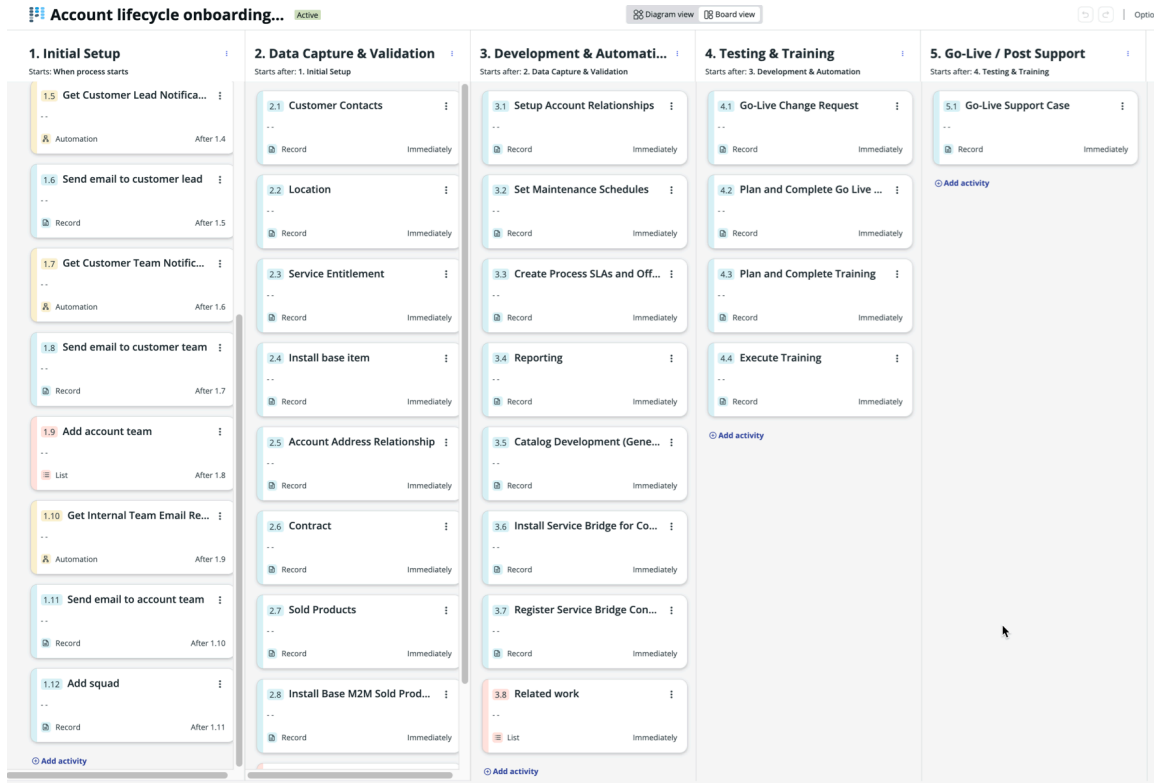 Account lifecycle onboarding... Active
Diagram view Board view
Optio
1. Initial Setup
Starts: When process starts
1.5 Get Customer Lead Notifica...
--
Automation After 1.4
1.6 Send email to customer lead
--
Record After 1.5
1.7 Get Customer Team Notific...
--
Automation After 1.6
1.8 Send email to customer team
--
Record After 1.7
1.9 Add account team
--
List After 1.8
1.10 Get Internal Team Email Re...
--
Automation After 1.9
1.11 Send email to account team
--
Record After 1.10
1.12 Add squad
--
Record After 1.11
Add activity
2. Data Capture & Validation
Starts after: 1. Initial Setup
2.1 Customer Contacts
--
Record Immediately
2.2 Location
--
Record Immediately
2.3 Service Entitlement
--
Record Immediately
2.4 Install base item
--
Record Immediately
2.5 Account Address Relationship
--
Record Immediately
2.6 Contract
--
Record Immediately
2.7 Sold Products
--
Record Immediately
2.8 Install Base M2M Sold Prod...
--
Record Immediately
3. Development & Automati...
Starts after: 2. Data Capture & Validation
3.1 Setup Account Relationships
--
Record Immediately
3.2 Set Maintenance Schedules
--
Record Immediately
3.3 Create Process SLAs and Off...
--
Record Immediately
3.4 Reporting
--
Record Immediately
3.5 Catalog Development (Gene...
--
Record Immediately
3.6 Install Service Bridge for Co...
--
Record Immediately
3.7 Register Service Bridge Con...
--
Record Immediately
3.8 Related work
--
List Immediately
Add activity
4. Testing & Training
Starts after: 3. Development & Automation
4.1 Go-Live Change Request
--
Record Immediately
4.2 Plan and Complete Go Live ...
--
Record Immediately
4.3 Plan and Complete Training
--
Record Immediately
4.4 Execute Training
--
Record Immediately
Add activity
5. Go-Live / Post Support
Starts after: 4. Testing & Training
5.1 Go-Live Support Case
--
Record Immediately
Add activity